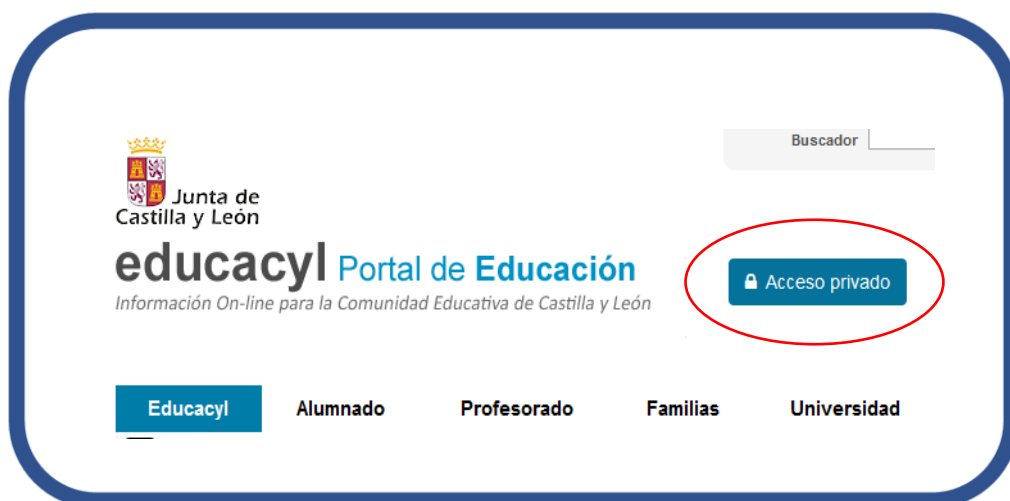 Buscador
Junta de
Castilla y León
educacyl Portal de Educación
Información On-line para la Comunidad Educativa de Castilla y León
Acceso privado
Educacyl Alumnado Profesorado Familias Universidad